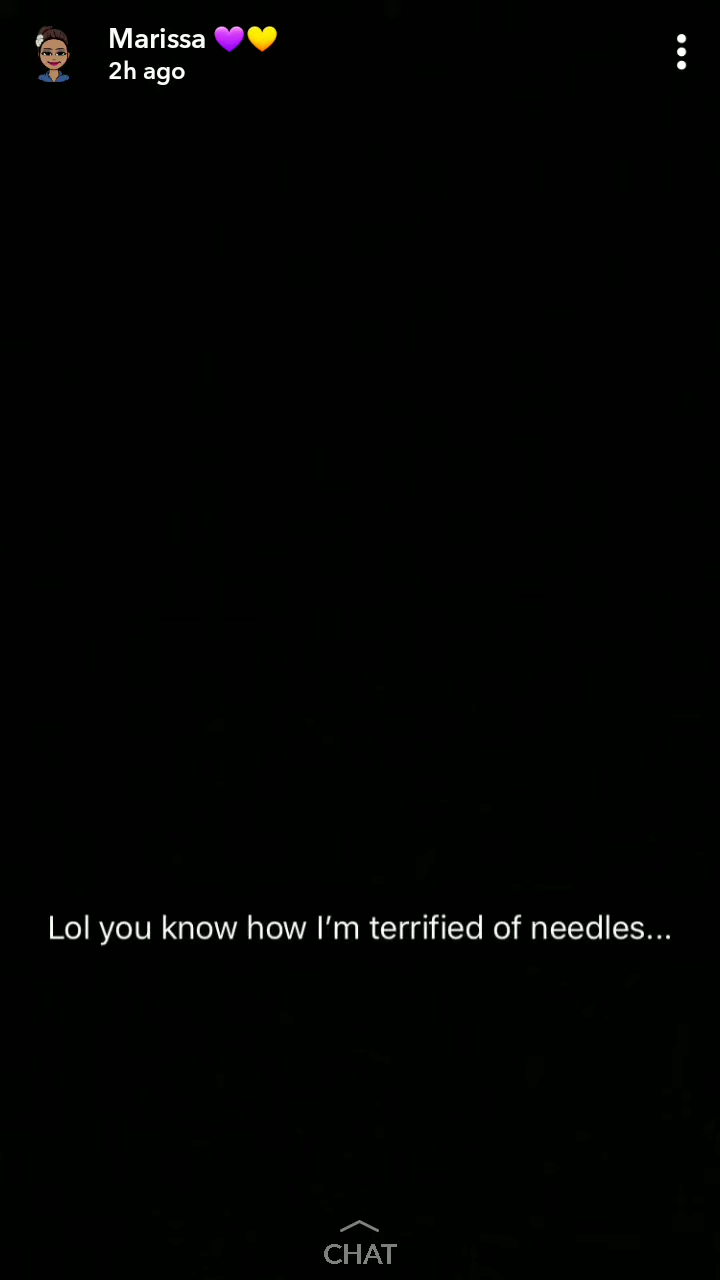 Marissa 💜💛
2h ago
Lol you know how I’m terrified of needles...
CHAT